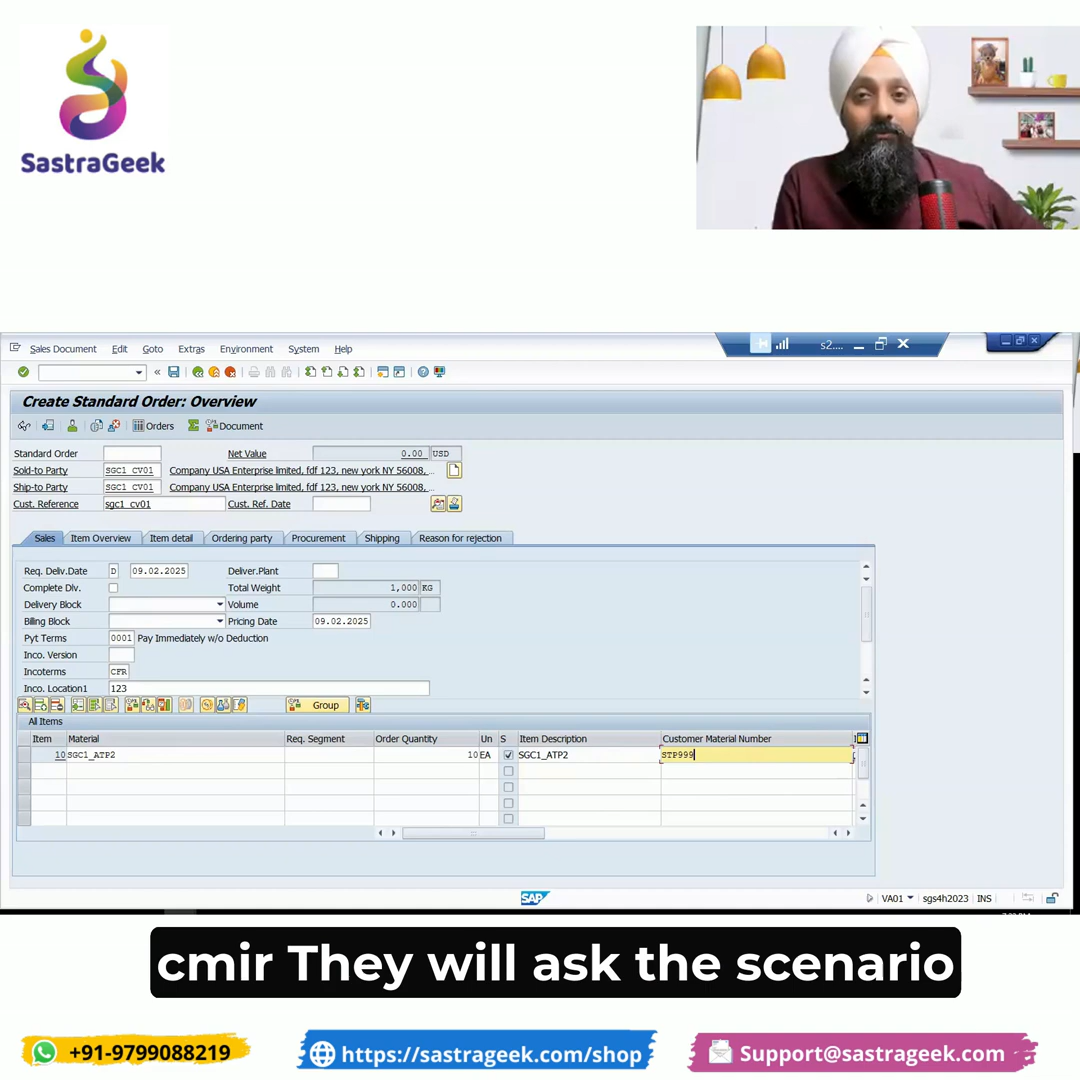 SastraGeek
s2....
Sales Document Edit Goto Extras Environment System Help
Create Standard Order: Overview
Orders Document
Standard Order Net Value 0.00 USD
Sold-to Party SGC1_CV01 Company USA Enterprise limited, fdf 123, new york NY 56008, ...
Ship-to Party SGC1_CV01 Company USA Enterprise limited, fdf 123, new york NY 56008, ...
Cust. Reference sgc1_cv01 Cust. Ref. Date
Sales Item Overview Item detail Ordering party Procurement Shipping Reason for rejection
Req. Deliv.Date D 09.02.2025 Deliver.Plant
Complete Dlv. Total Weight 1,000 KG
Delivery Block Volume 0.000
Billing Block Pricing Date 09.02.2025
Pyt Terms 0001 Pay Immediately w/o Deduction
Inco. Version
Incoterms CFR
Inco. Location1 123
Group
All Items
Item Material Req. Segment Order Quantity Un S Item Description Customer Material Number
10 SGC1_ATP2 10 EA SGC1_ATP2 STP999
SAP VA01 sgs4h2023 INS
cmir They will ask the scenario
+91-9799088219 https://sastrageek.com/shop Support@sastrageek.com